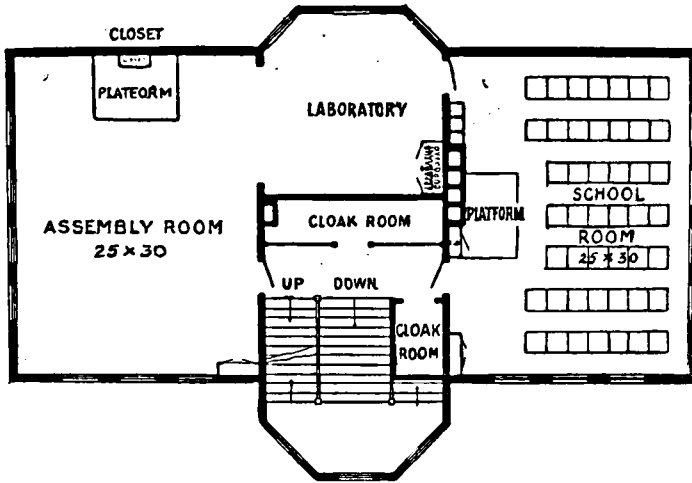 CLOSET
PLATFORM
LABORATORY
ASSEMBLY ROOM
25 × 30
CLOAK ROOM
PLATFORM
SCHOOL
ROOM
25 × 30
UP
DOWN
CLOAK
ROOM